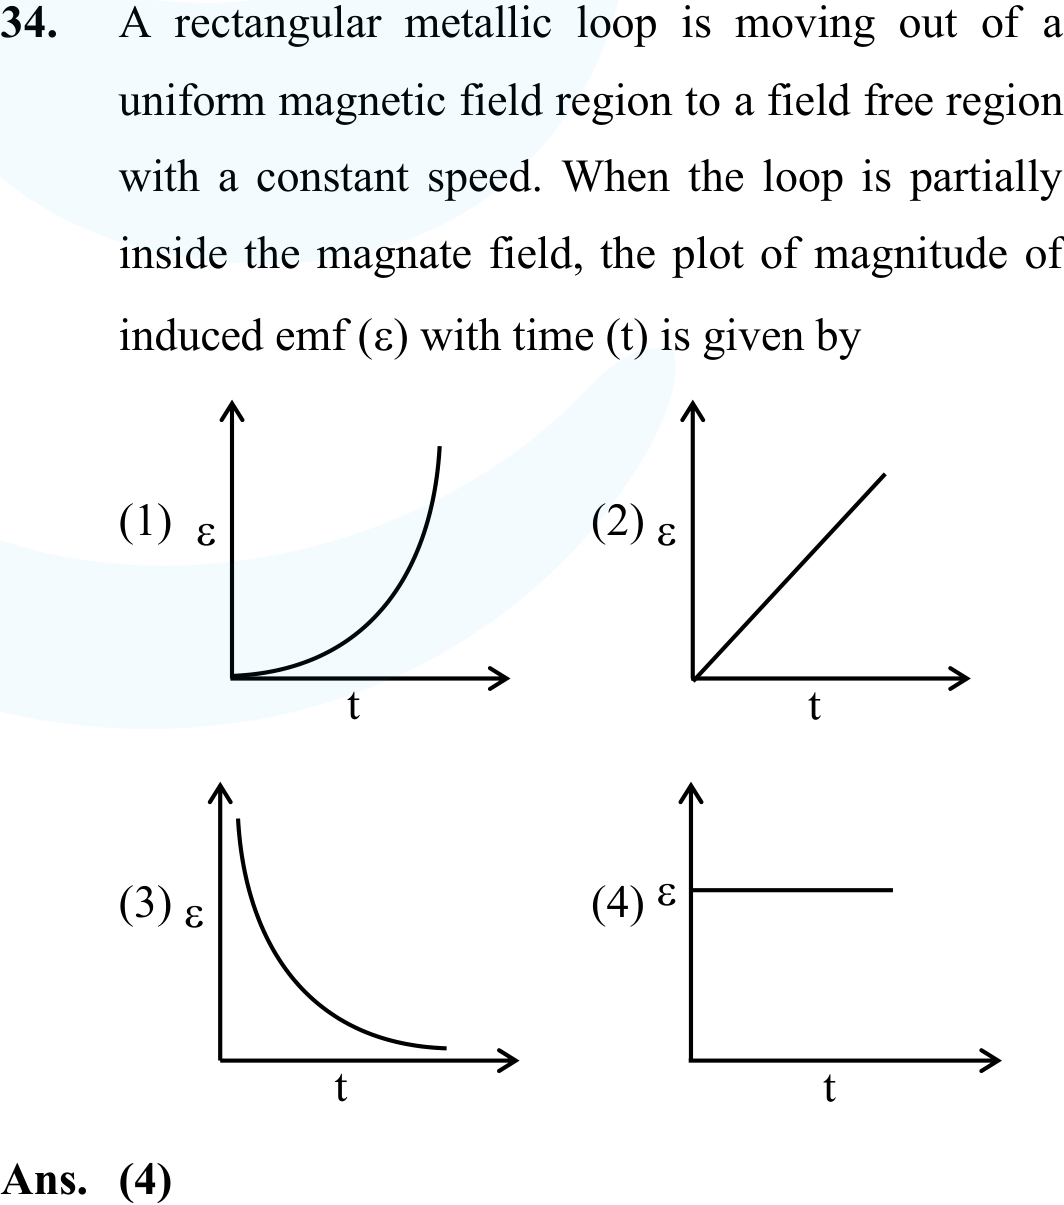 34. A rectangular metallic loop is moving out of a
uniform magnetic field region to a field free region
with a constant speed. When the loop is partially
inside the magnate field, the plot of magnitude of
induced emf (ε) with time (t) is given by
(1) ε
t
(2) ε
t
(3) ε
t
(4) ε
t
Ans. (4)